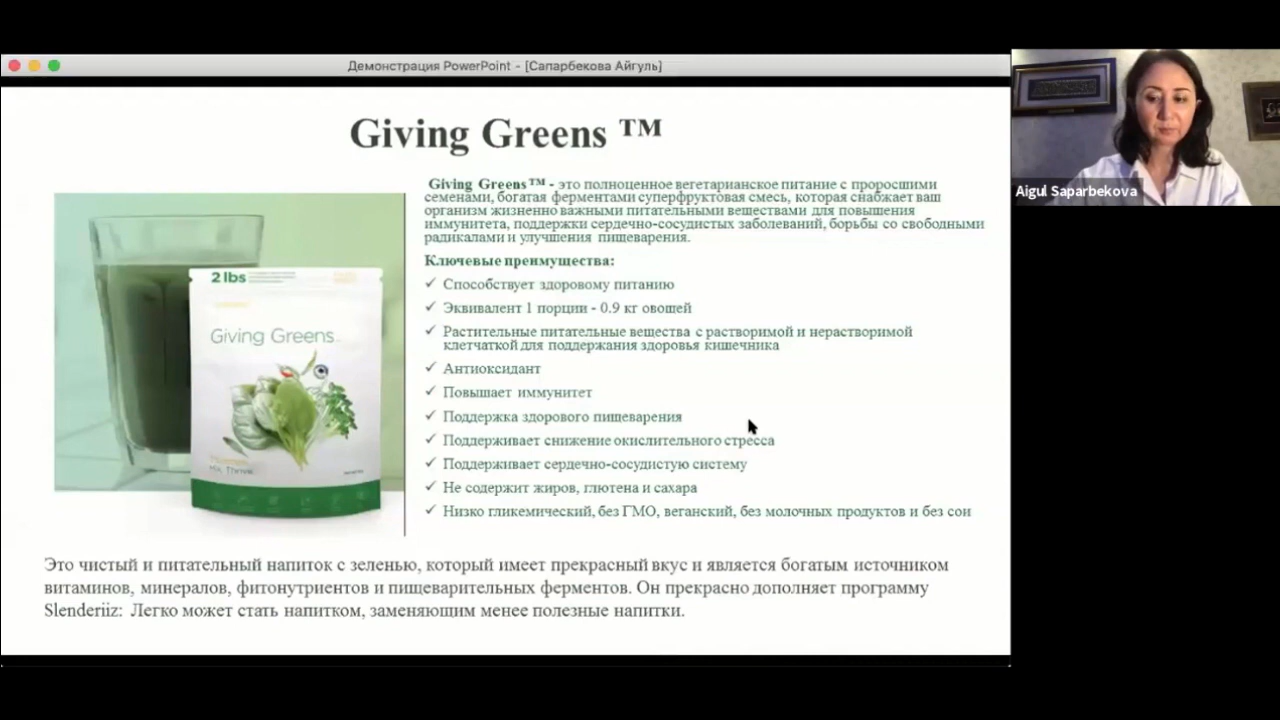 Демонстрация PowerPoint - [Сапарбекова Айгуль]
Giving Greens ™
Aigul Saparbekova
Giving Greens™ - это полноценное вегетарианское питание с проросшими
семенами, богатая ферментами суперфруктовая смесь, которая снабжает ваш
организм жизненно важными питательными веществами для повышения
иммунитета, поддержки сердечно-сосудистых заболеваний, борьбы со свободными
радикалами и улучшения пищеварения.
Ключевые преимущества:
✓ Способствует здоровому питанию
✓ Эквивалент 1 порции - 0.9 кг овощей
✓ Растительные питательные вещества с растворимой и нерастворимой
клетчаткой для поддержания здоровья кишечника
✓ Антиоксидант
✓ Повышает иммунитет
✓ Поддержка здорового пищеварения
✓ Поддерживает снижение окислительного стресса
✓ Поддерживает сердечно-сосудистую систему
✓ Не содержит жиров, глютена и сахара
✓ Низко гликемический, без ГМО, веганский, без молочных продуктов и без сои
2 lbs
Giving Greens
Это чистый и питательный напиток с зеленью, который имеет прекрасный вкус и является богатым источником
витаминов, минералов, фитонутриентов и пищеварительных ферментов. Он прекрасно дополняет программу
Slenderiiz: Легко может стать напитком, заменяющим менее полезные напитки.